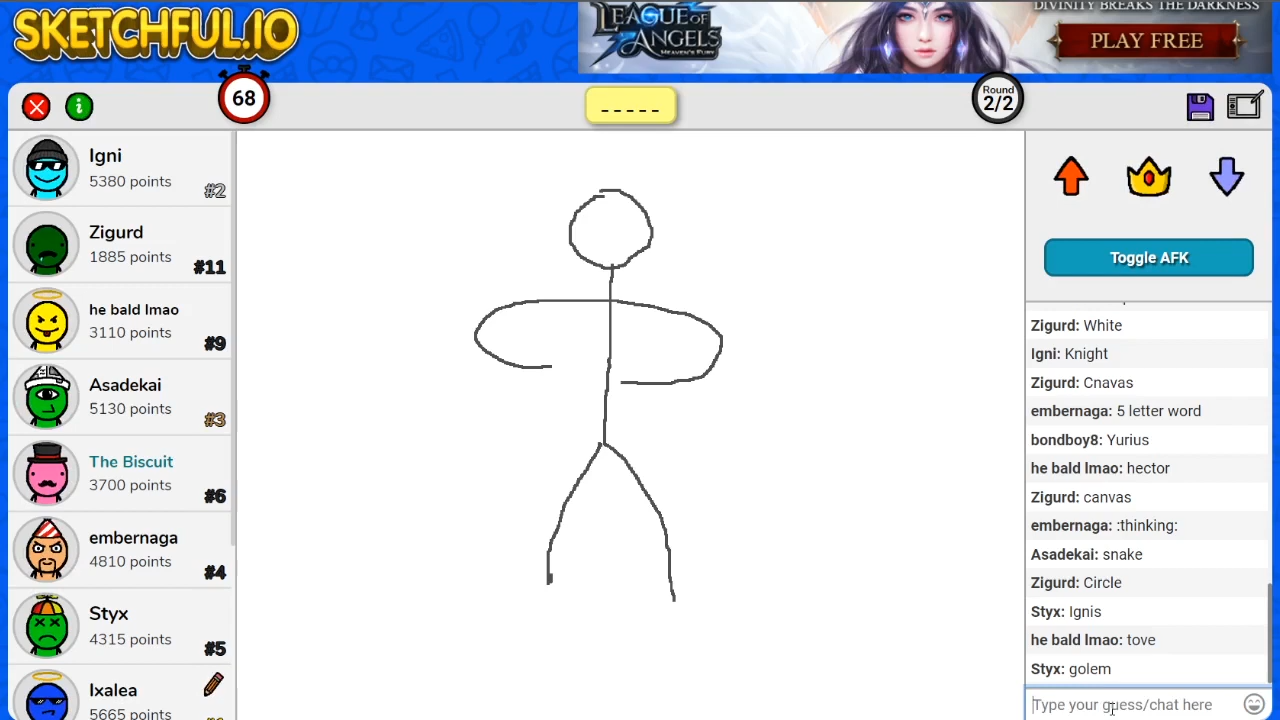 SKETCHFUL.IO
LEAGUE OF
ANGELS
HEAVEN'S FURY
DIVINITY BREAKS THE DARKNESS
PLAY FREE
68
_ _ _ _ _
Round
2/2
Igni
5380 points
#2
Zigurd
1885 points
#11
he bald lmao
3110 points
#9
Asadekai
5130 points
#3
The Biscuit
3700 points
#6
embernaga
4810 points
#4
Styx
4315 points
#5
Ixalea
5665 points
Toggle AFK
Zigurd: White
Igni: Knight
Zigurd: Cnavas
embernaga: 5 letter word
bondboy8: Yurius
he bald lmao: hector
Zigurd: canvas
embernaga: :thinking:
Asadekai: snake
Zigurd: Circle
Styx: Ignis
he bald lmao: tove
Styx: golem
Type your guess/chat here